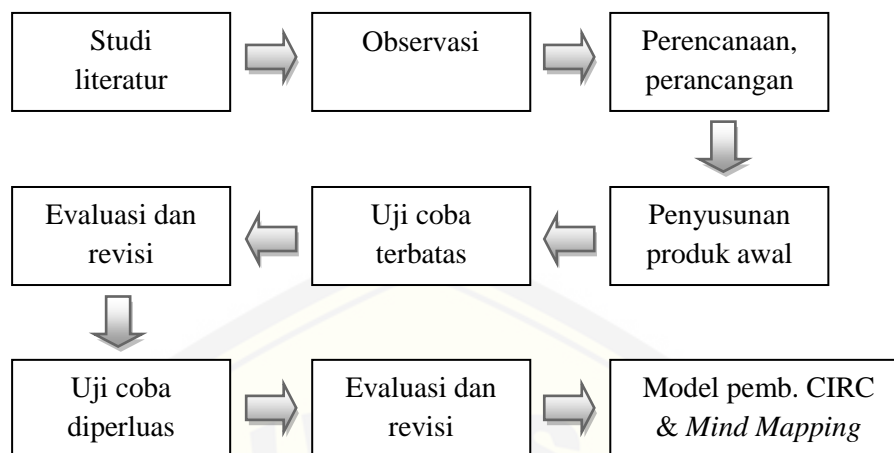 Studi
literatur
Observasi
Perencanaan,
perancangan
Penyusunan
produk awal
Uji coba
terbatas
Evaluasi dan
revisi
Uji coba
diperluas
Evaluasi dan
revisi
Model pemb. CIRC
& Mind Mapping